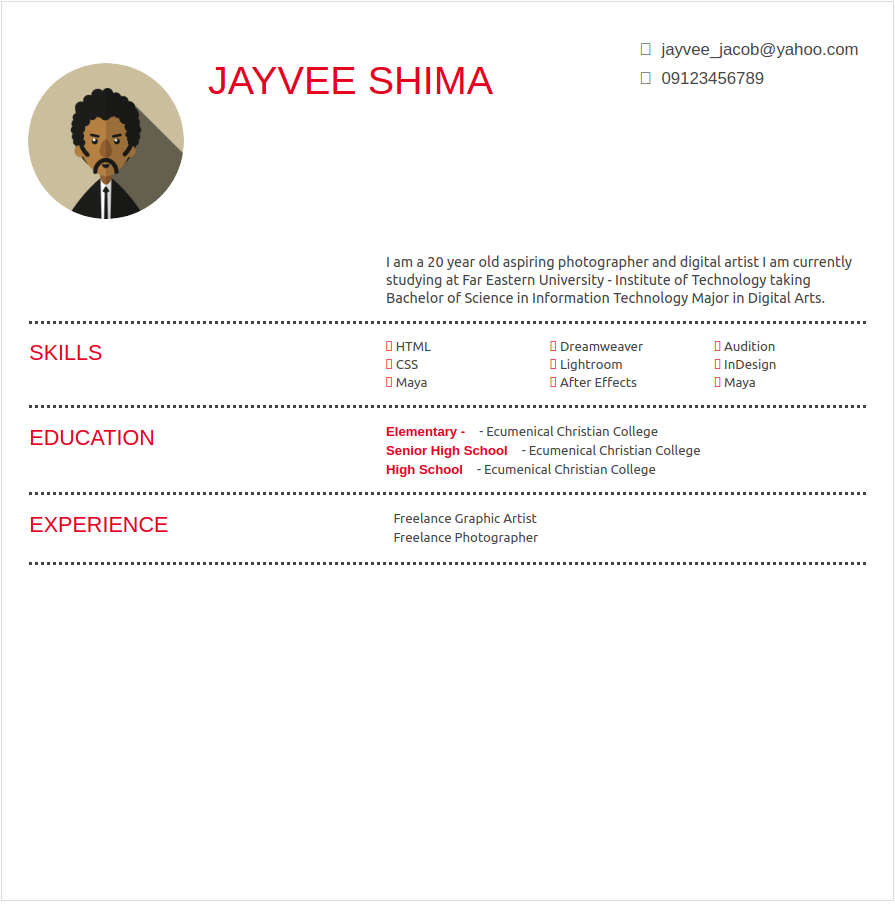 JAYVEE SHIMA
jayvee_jacob@yahoo.com
09123456789
I am a 20 year old aspiring photographer and digital artist I am currently
studying at Far Eastern University - Institute of Technology taking
Bachelor of Science in Information Technology Major in Digital Arts.
SKILLS
HTML Dreamweaver Audition
CSS Lightroom InDesign
Maya After Effects Maya
EDUCATION
Elementary - - Ecumenical Christian College
Senior High School - Ecumenical Christian College
High School - Ecumenical Christian College
EXPERIENCE
Freelance Graphic Artist
Freelance Photographer